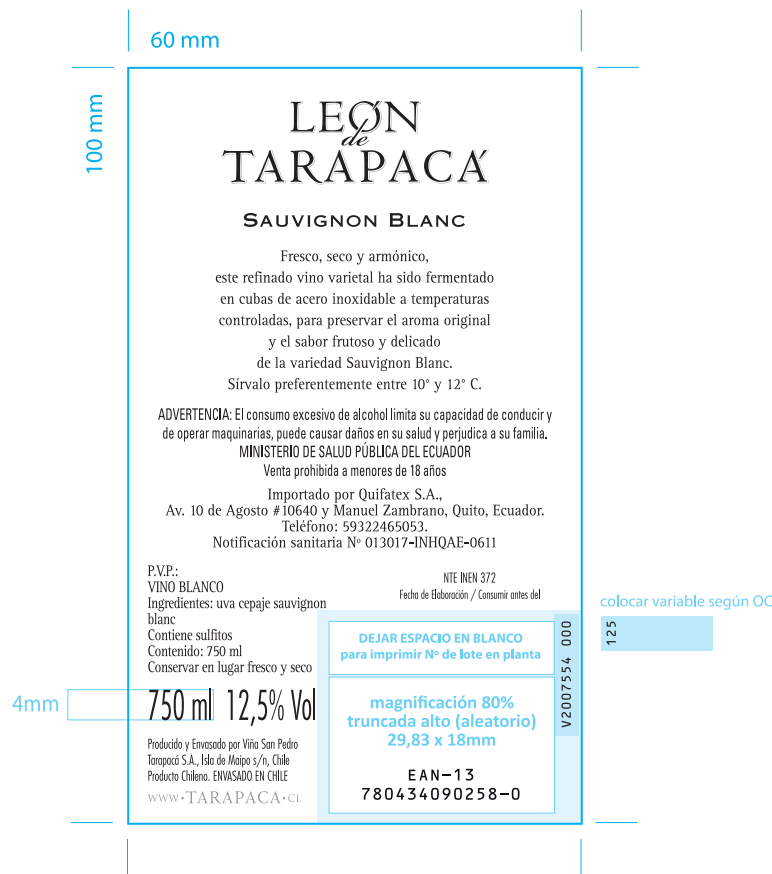 60 mm
100 mm
LEÓN
de
TARAPACÁ
SAUVIGNON BLANC
Fresco, seco y armónico,
este refinado vino varietal ha sido fermentado
en cubas de acero inoxidable a temperaturas
controladas, para preservar el aroma original
y el sabor frutoso y delicado
de la variedad Sauvignon Blanc.
Sírvalo preferentemente entre 10° y 12° C.
ADVERTENCIA: El consumo excesivo de alcohol limita su capacidad de conducir y
de operar maquinarias, puede causar daños en su salud y perjudica a su familia.
MINISTERIO DE SALUD PÚBLICA DEL ECUADOR
Venta prohibida a menores de 18 años
Importado por Quifatex S.A.,
Av. 10 de Agosto #10640 y Manuel Zambrano, Quito, Ecuador.
Teléfono: 59322465053.
Notificación sanitaria Nº 013017-INHQAE-0611
P.V.P.:
VINO BLANCO
Ingredientes: uva cepaje sauvignon
blanc
Contiene sulfitos
Contenido: 750 ml
Conservar en lugar fresco y seco
NTE INEN 372
Fecha de Elaboración / Consumir antes del
colocar variable según OC
125
DEJAR ESPACIO EN BLANCO
para imprimir Nº de lote en planta
V2007554 000
4mm
750 ml 12,5% Vol
magnificación 80%
truncada alto (aleatorio)
29,83 x 18mm
EAN-13
780434090258-0
Producido y Envasado por Viña San Pedro
Tarapacá S.A., Isla de Maipo s/n, Chile
Producto Chileno. ENVASADO EN CHILE
WWW·TARAPACA·CL